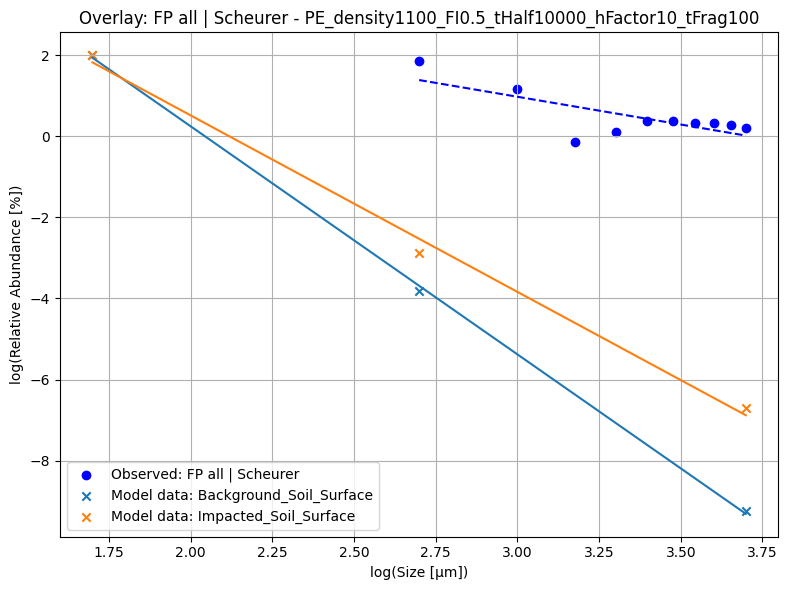 Overlay: FP all | Scheurer - PE_density1100_FI0.5_tHalf10000_hFactor10_tFrag100
log(Relative Abundance [%])
2
0
−2
−4
−6
−8
Observed: FP all | Scheurer
Model data: Background_Soil_Surface
Model data: Impacted_Soil_Surface
1.75 2.00 2.25 2.50 2.75 3.00 3.25 3.50 3.75
log(Size [μm])